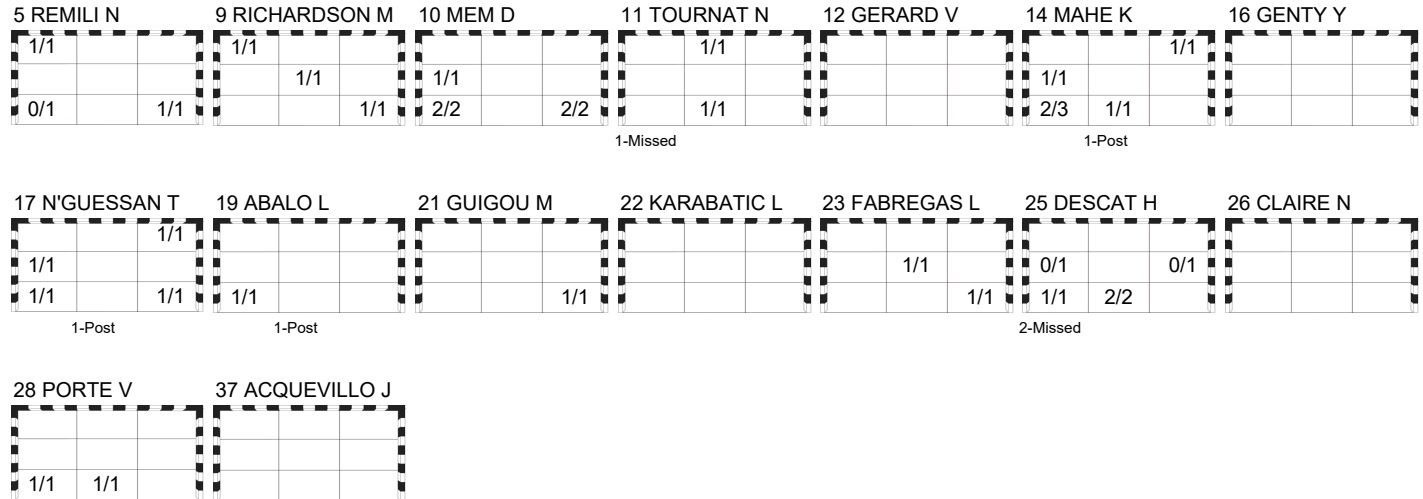 5 REMILI N 9 RICHARDSON M 10 MEM D 11 TOURNAT N 12 GERARD V 14 MAHE K 16 GENTY Y
1/1 1/1 1/1 1/1
1/1 1/1 1/1
0/1 1/1 1/1 2/2 2/2 1/1 2/3 1/1
1-Missed 1-Post
17 N'GUESSAN T 19 ABALO L 21 GUIGOU M 22 KARABATIC L 23 FABREGAS L 25 DESCAT H 26 CLAIRE N
1/1
1/1 1/1 0/1 0/1
1/1 1/1 1/1 1/1 1/1 1/1 2/2
1-Post 1-Post 2-Missed
28 PORTE V 37 ACQUEVILLO J
1/1 1/1